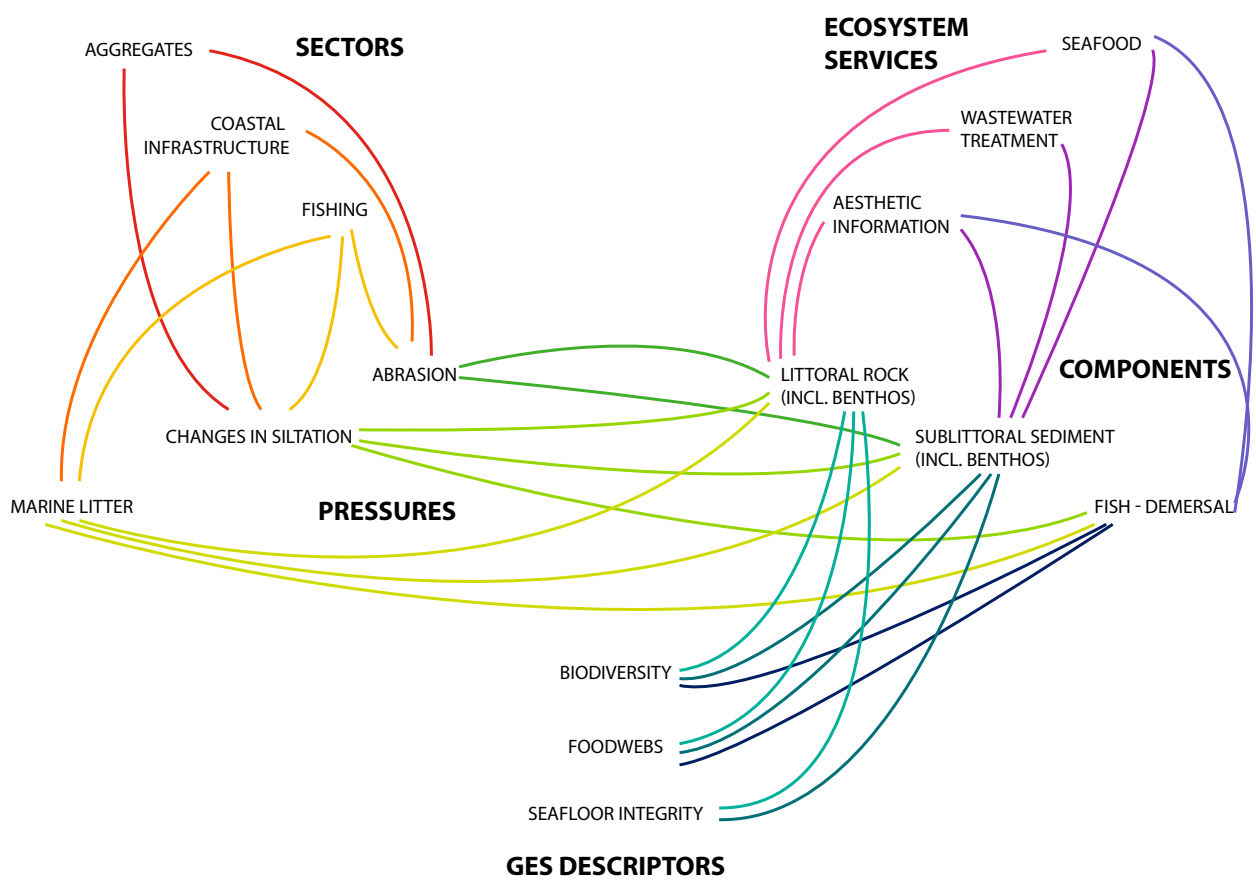 AGGREGATES
SECTORS
COASTAL
INFRASTRUCTURE
FISHING
ECOSYSTEM
SERVICES
SEAFOOD
WASTEWATER
TREATMENT
AESTHETIC
INFORMATION
ABRASION
CHANGES IN SILTATION
MARINE LITTER
PRESSURES
LITTORAL ROCK
(INCL. BENTHOS)
COMPONENTS
SUBLITTORAL SEDIMENT
(INCL. BENTHOS)
FISH - DEMERSAL
BIODIVERSITY
FOODWEBS
SEAFLOOR INTEGRITY
GES DESCRIPTORS